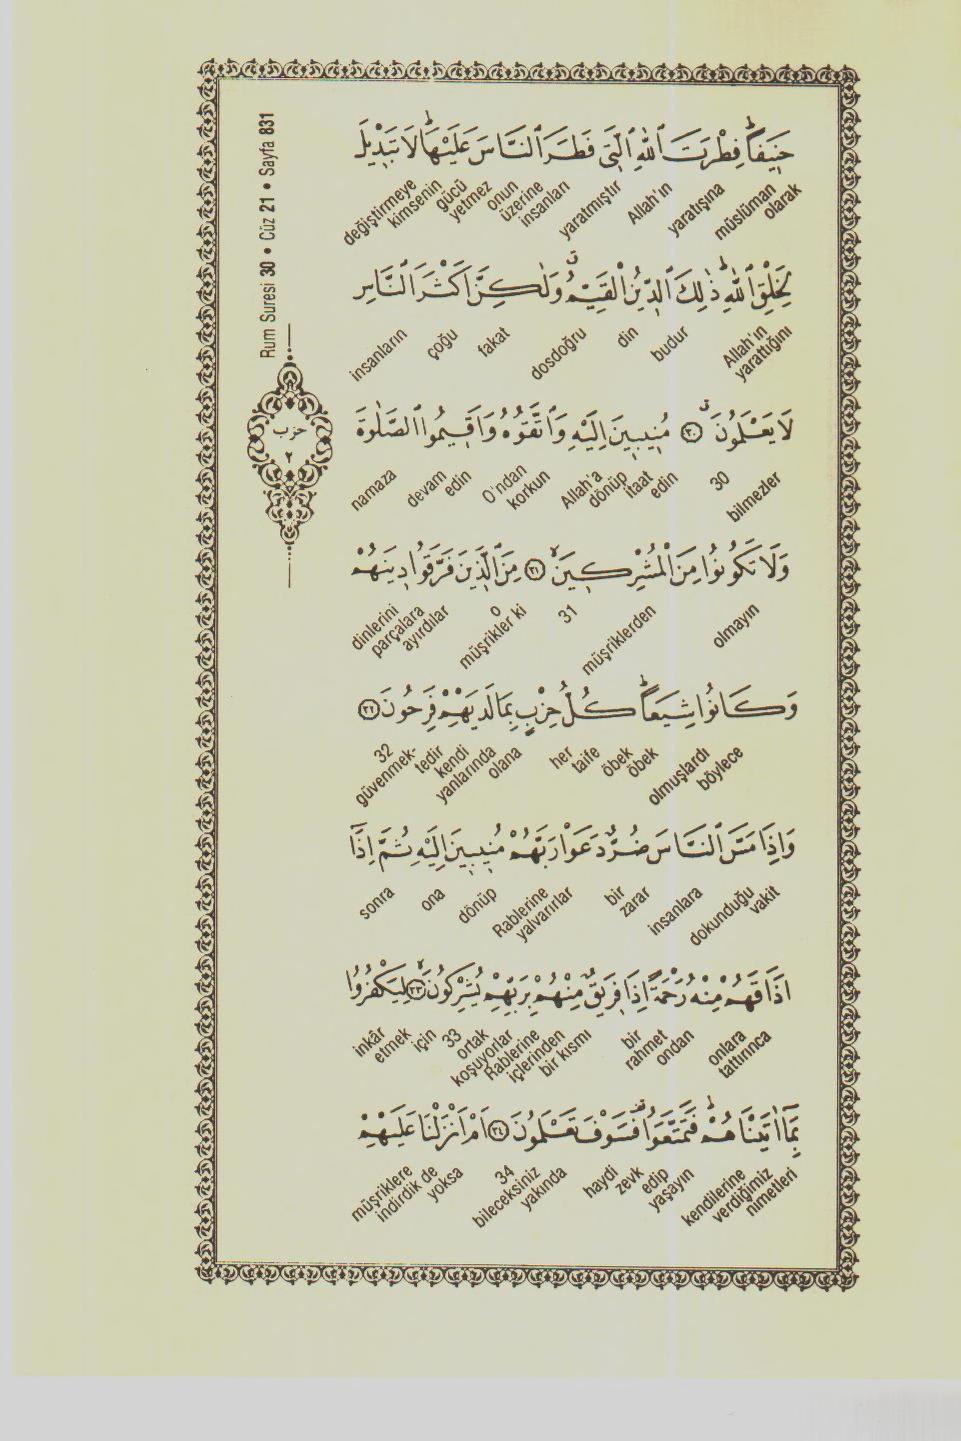 Rum Suresi 30 • Cüz 21 • Sayfa 831
حزب
٢
حَنِيفًاۜ فِطْرَتَ اللّٰهِ الَّتِي فَطَرَ النَّاسَ عَلَيْهَاۜ لَا تَبْدِيلَ
müslüman olarak yaratışına Allah'ın yaratmıştır insanları üzerine onun yetmez gücü kimsenin değiştirmeye
لِخَلْقِ اللّٰهِۜ ذٰلِكَ الدّ۪ينُ الْقَيِّمُۗ وَلٰكِنَّ اَكْثَرَ النَّاسِ
Allah'ın yarattığını budur din dosdoğru fakat çoğu insanların
لَا يَعْلَمُونَۗ ﴿٣٠﴾ مُن۪يب۪ينَ اِلَيْهِ وَاتَّقُوهُ وَاَق۪يمُوا الصَّلٰوةَ
bilmezler 30 itaat edin Allah'a dönüp O'ndan korkun devam edin namaza
وَلَا تَكُونُوا مِنَ الْمُشْرِك۪ينَۙ ﴿٣١﴾ مِنَ الَّذ۪ينَ فَرَّقُوا د۪ينَهُمْ
olmayın müşriklerden 31 o müşrikler ki dinlerini parçalara ayırdılar
وَكَانُوا شِيَعًاۜ كُلُّ حِزْبٍ بِمَا لَدَيْهِمْ فَرِحُونَ ﴿٣٢﴾
böylece olmuşlardı öbek öbek her taife olana kendi yanlarında 32 güvenmek-tedir
وَاِذَا مَسَّ النَّاسَ ضُرٌّ دَعَوْا رَبَّهُمْ مُن۪يب۪ينَ اِلَيْهِ ثُمَّ اِذَٓا
dokunduğu vakit insanlara bir zarar Rablerine yalvarırlar dönüp ona sonra
اِذَا قَهُمْ مِنْهُ رَحْمَةً اِذَا فَر۪يقٌ مِنْهُمْ بِرَبِّهِمْ يُشْرِكُونَۙ ﴿٣٣﴾ لِيَكْفُرُوا
onlara tattırınca ondan bir rahmet bir kısmı içlerinden Rablerine ortak koşuyorlar 33 için inkâr etmek
بِمَٓا اٰتَيْنَاهُمْۜ فَتَمَتَّعُوا۠ فَسَوْفَ تَعْلَمُونَ ﴿٣٤﴾ اَمْ اَنْزَلْنَا عَلَيْهِمْ
kendilerine verdiğimiz nimetleri haydi zevk edip yaşayın yakında 34 bileceksiniz yoksa müşriklere indirdik de